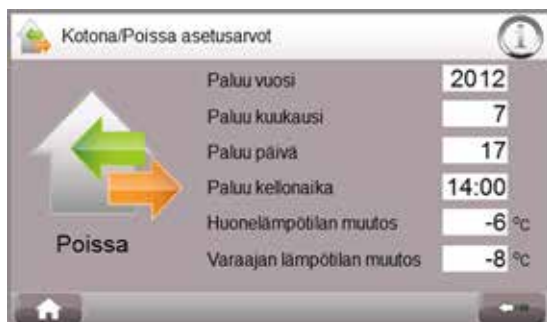 Kotona/Poissa asetusarvot
Paluu vuosi 2012
Paluu kuukausi 7
Paluu päivä 17
Paluu kellonaika 14:00
Huonelämpötilan muutos -6 °C
Varaajan lämpötilan muutos -8 °C
Poissa